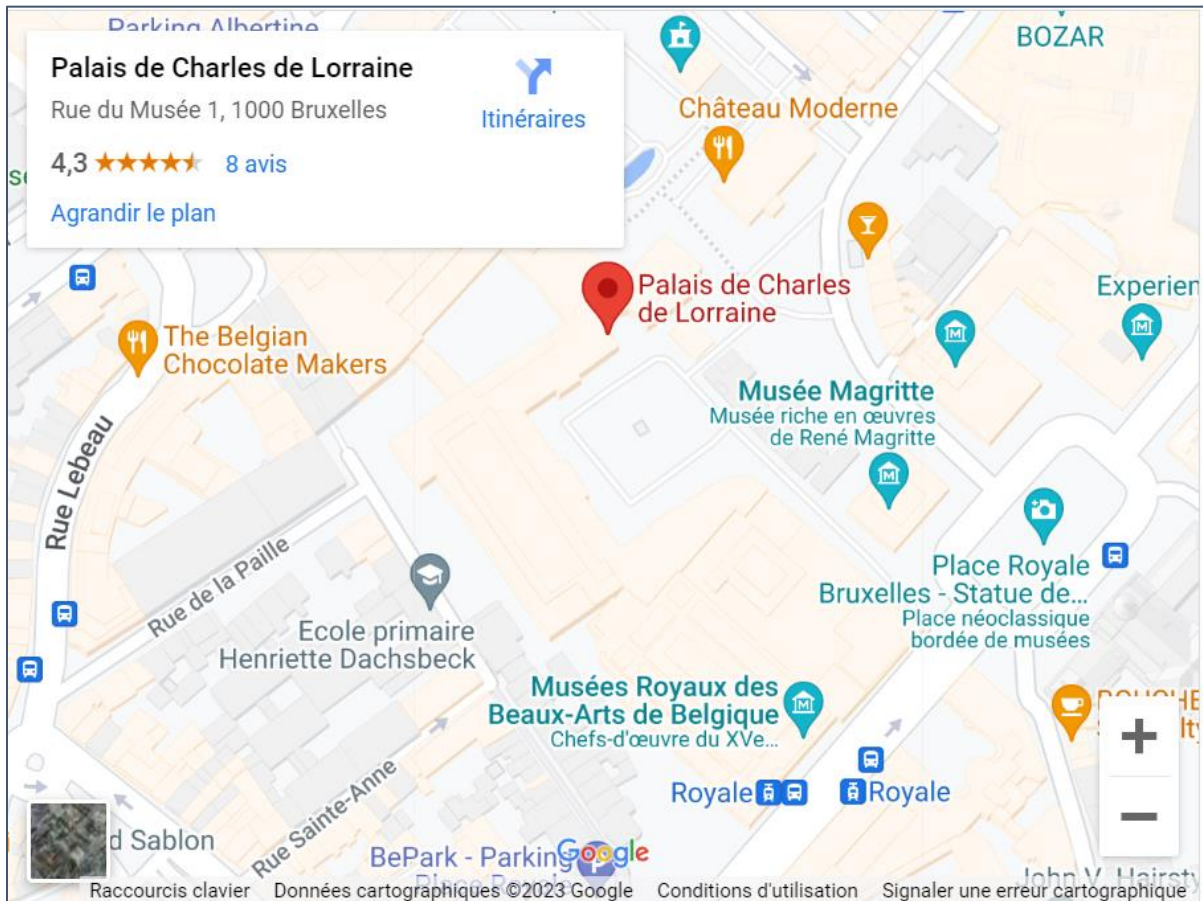 Parking Albertine
BOZAR
Palais de Charles de Lorraine
Rue du Musée 1, 1000 Bruxelles
4,3
8 avis
Itinéraires
Agrandir le plan
Château Moderne
Palais de Charles
de Lorraine
Experien
The Belgian
Chocolate Makers
Musée Magritte
Musée riche en œuvres
de René Magritte
Rue Lebeau
Rue de la Paille
Place Royale
Bruxelles - Statue de...
Place néoclassique
bordée de musées
Ecole primaire
Henriette Dachsbeck
Musées Royaux des
Beaux-Arts de Belgique
Chefs-d'œuvre du XVe...
Royale
Royale
Rue Sainte-Anne
d Sablon
BePark - Parking
Place Royale
Google
John V. Hairsty
Raccourcis clavier Données cartographiques ©2023 Google Conditions d'utilisation Signaler une erreur cartographique